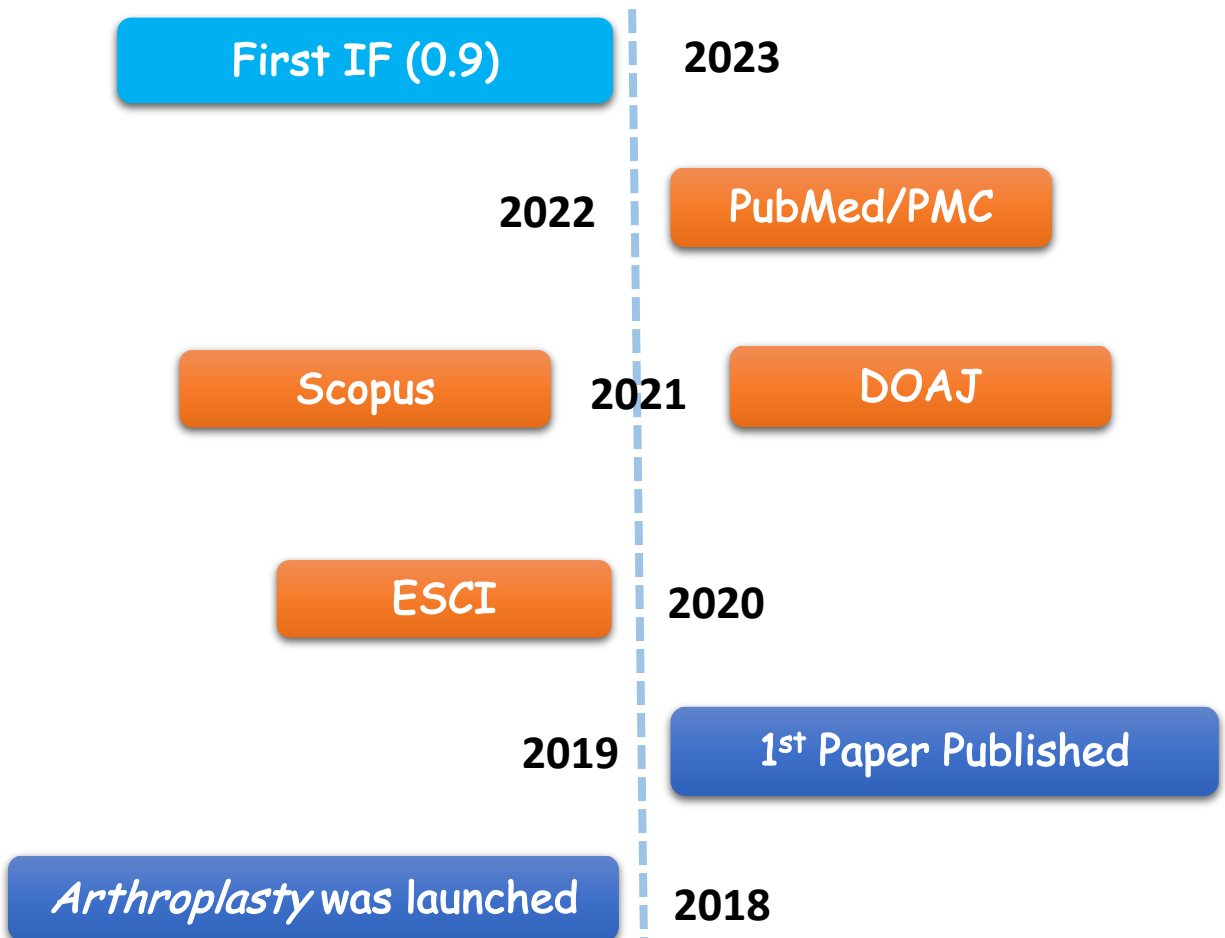 First IF (0.9)
2023
2022
PubMed/PMC
Scopus
2021
DOAJ
ESCI
2020
2019
1st Paper Published
Arthroplasty was launched
2018